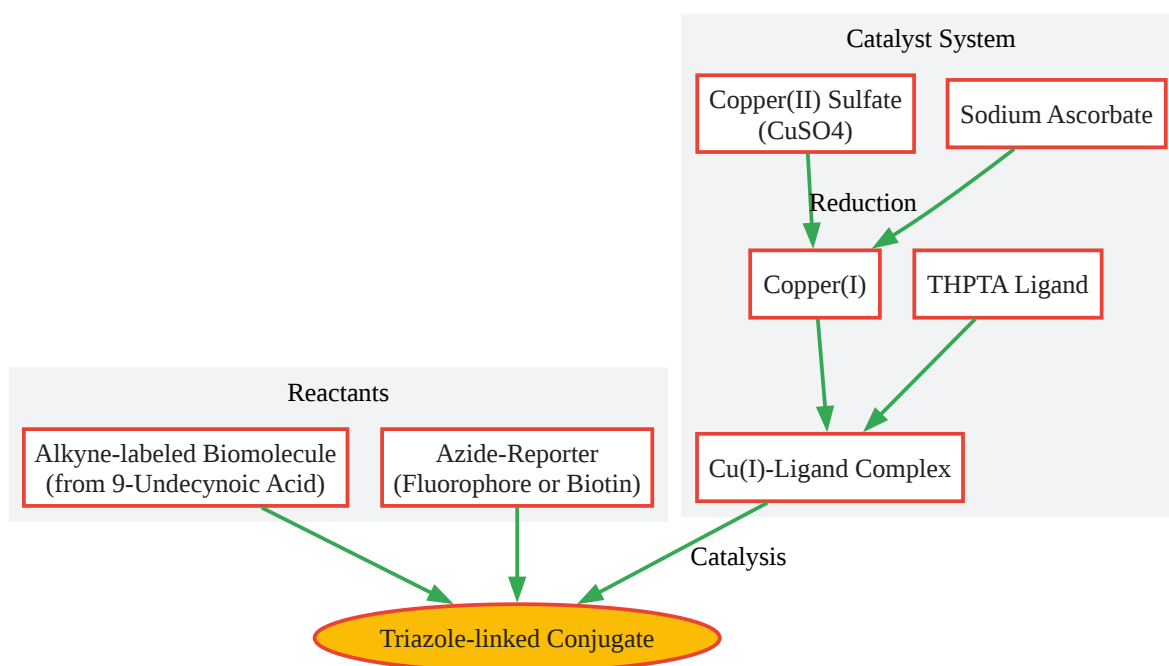 Catalyst System
Copper(II) Sulfate
(CuSO4)
Sodium Ascorbate
Reduction
Copper(I)
THPTA Ligand
Reactants
Alkyne-labeled Biomolecule
(from 9-Undecynoic Acid)
Azide-Reporter
(Fluorophore or Biotin)
Cu(I)-Ligand Complex
Catalysis
Triazole-linked Conjugate